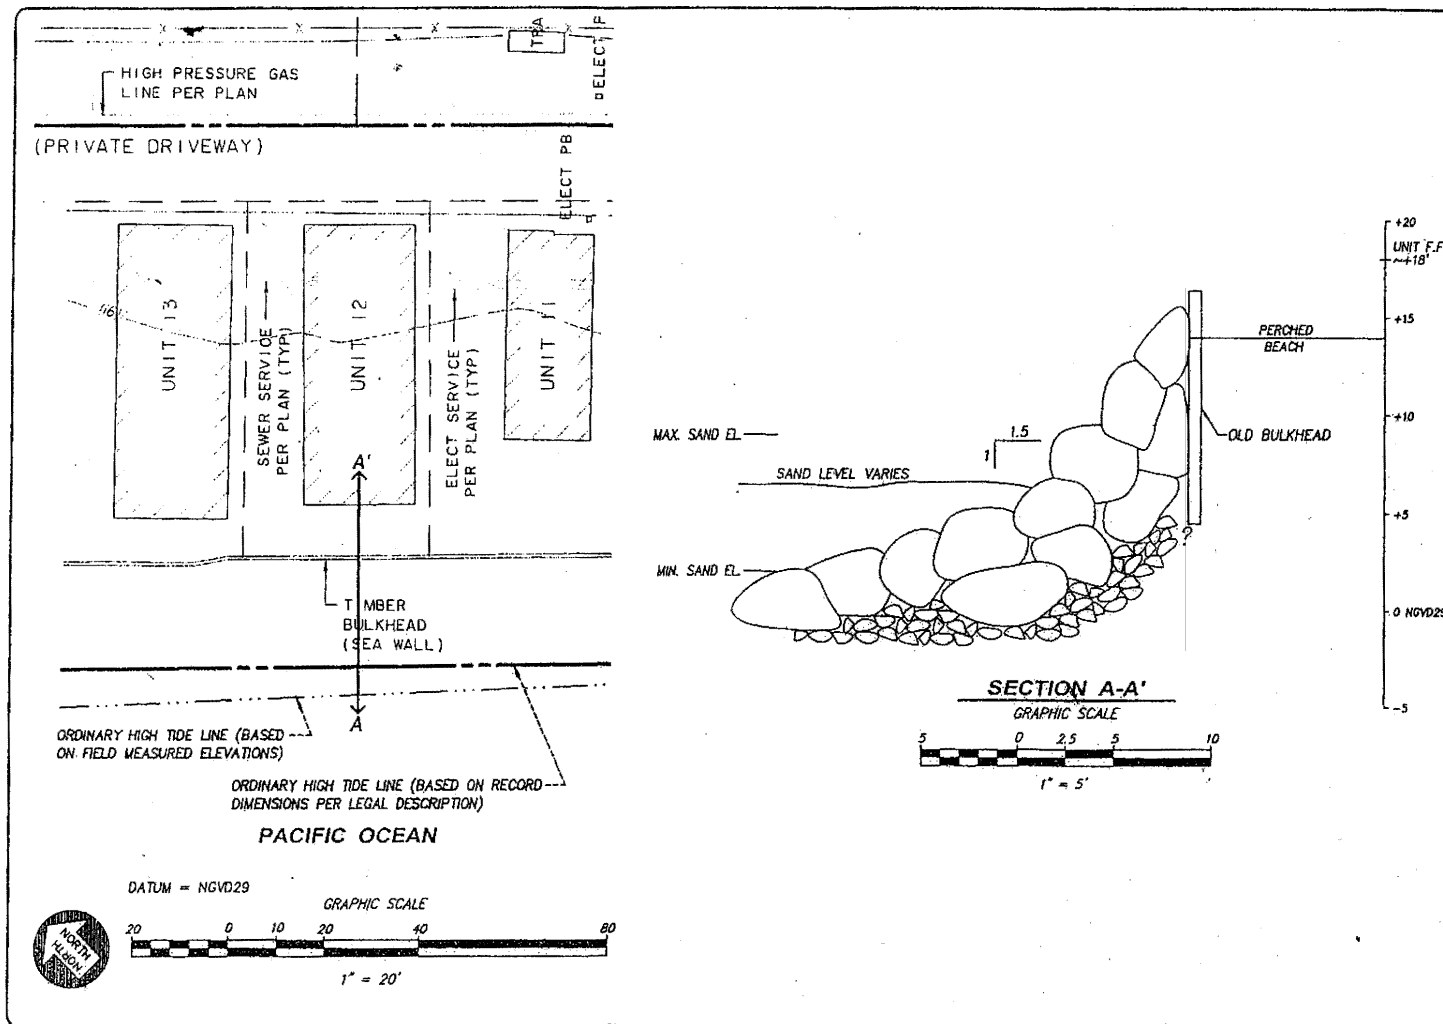 TRA
ELECT P
HIGH PRESSURE GAS
LINE PER PLAN
(PRIVATE DRIVEWAY)
ELECT PB
46
UNIT 13
SEWER SERVICE
PER PLAN (TYP)
UNIT 12
ELECT SERVICE
PER PLAN (TYP)
UNIT 11
A'
TIMBER
BULKHEAD
(SEA WALL)
A
ORDINARY HIGH TIDE LINE (BASED
ON FIELD MEASURED ELEVATIONS)
ORDINARY HIGH TIDE LINE (BASED ON RECORD
DIMENSIONS PER LEGAL DESCRIPTION)
PACIFIC OCEAN
DATUM = NGVD29
GRAPHIC SCALE
20 0 10 20 40 80
1" = 20'
NORTH
NORTH
+20
UNIT F.F
~+18'
+15
PERCHED
BEACH
+10
OLD BULKHEAD
MAX. SAND EL.
1.5
1
SAND LEVEL VARIES
+5
?
MIN. SAND EL.
0 NGVD29
-5
SECTION A-A'
GRAPHIC SCALE
5 0 2.5 5 10
1" = 5'